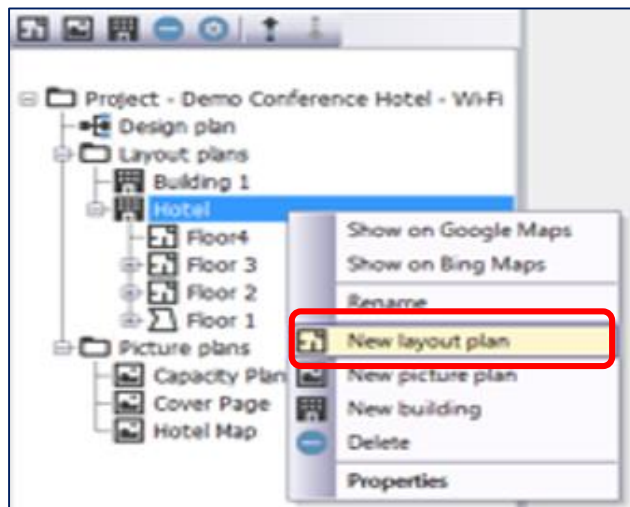 Project - Demo Conference Hotel - Wi-Fi
Design plan
Layout plans
Building 1
Hotel
Floor4
Floor 3
Floor 2
Floor 1
Picture plans
Capacity Plan
Cover Page
Hotel Map
Show on Google Maps
Show on Bing Maps
Rename
New layout plan
New picture plan
New building
Delete
Properties